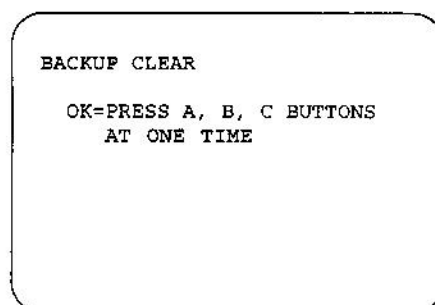 BACKUP CLEAR
OK=PRESS A, B, C BUTTONS
AT ONE TIME